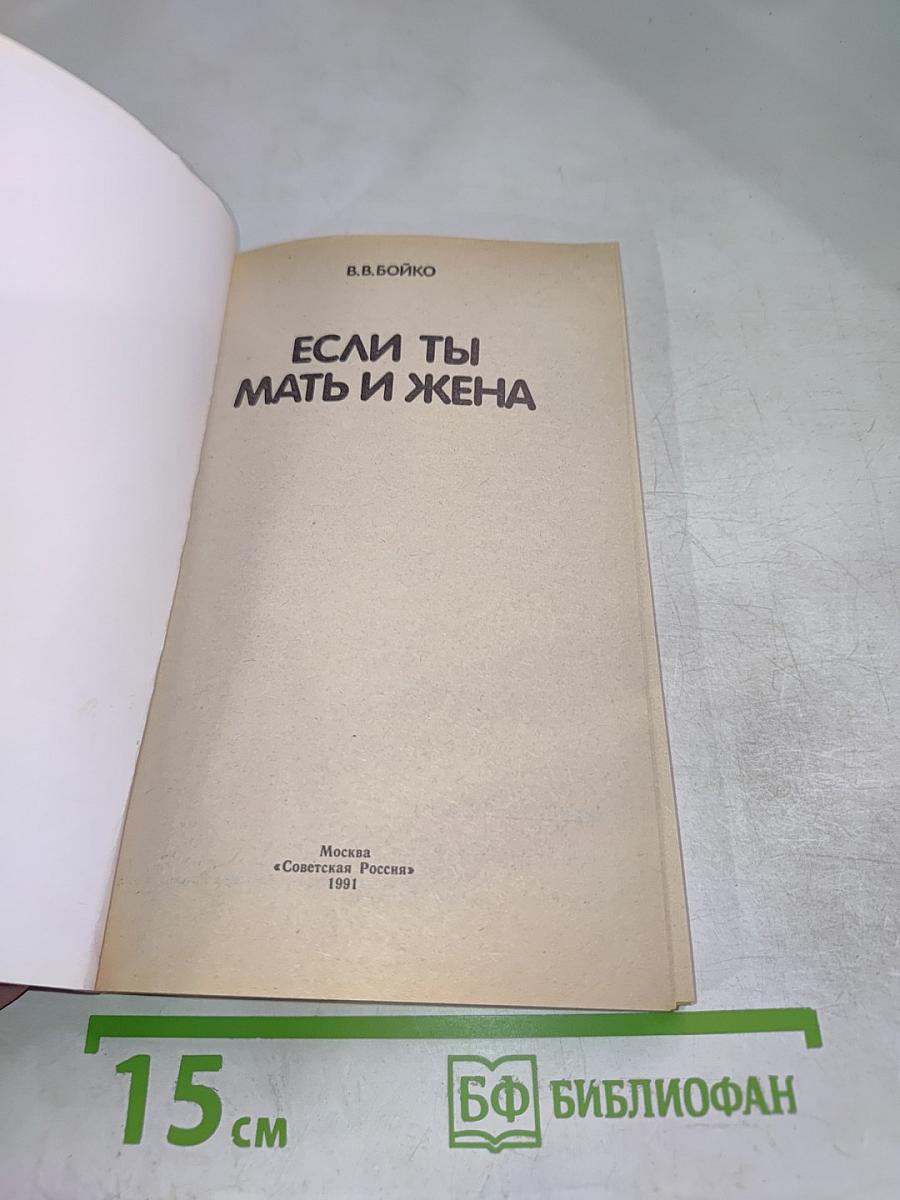 В.В.БОЙКО
ЕСЛИ ТЫ
МАТЬ И ЖЕНА
Москва
«Советская Россия»
1991
15 см
БФ БИБЛИОФАН